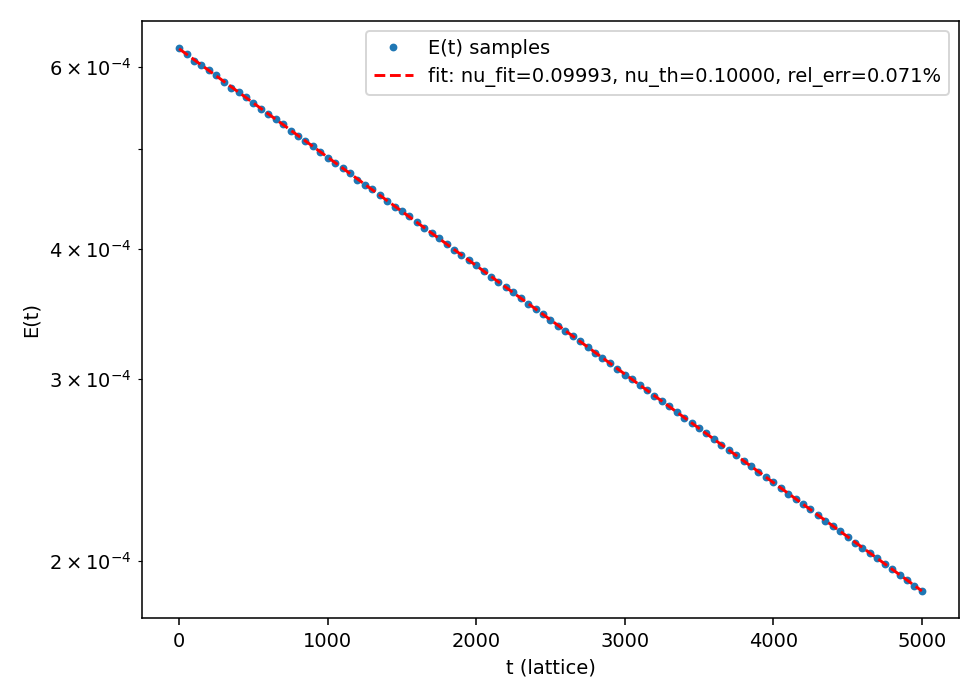 E(t) samples
fit: nu_fit=0.09993, nu_th=0.10000, rel_err=0.071%
6 × 10⁻⁴
4 × 10⁻⁴
3 × 10⁻⁴
2 × 10⁻⁴
E(t)
0 1000 2000 3000 4000 5000
t (lattice)